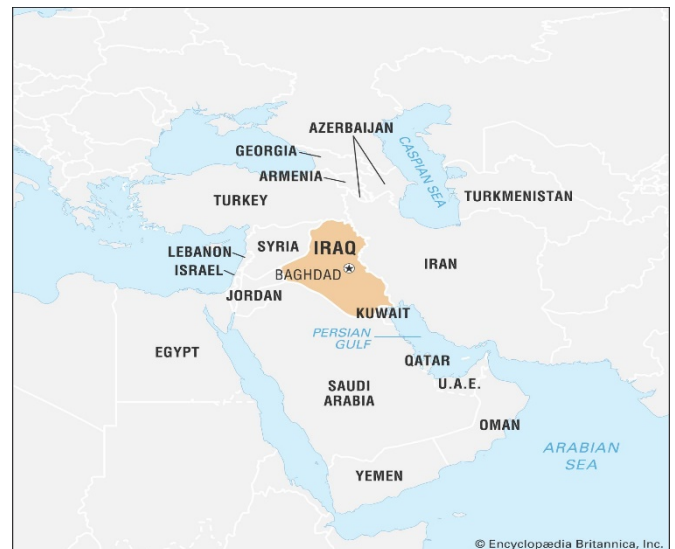 AZERBAIJAN
GEORGIA
CASPIAN SEA
ARMENIA
TURKEY
TURKMENISTAN
SYRIA
IRAQ
LEBANON
ISRAEL
BAGHDAD
IRAN
JORDAN
KUWAIT
PERSIAN
GULF
EGYPT
QATAR
SAUDI
ARABIA
U.A.E.
OMAN
ARABIAN
SEA
YEMEN
© Encyclopædia Britannica, Inc.